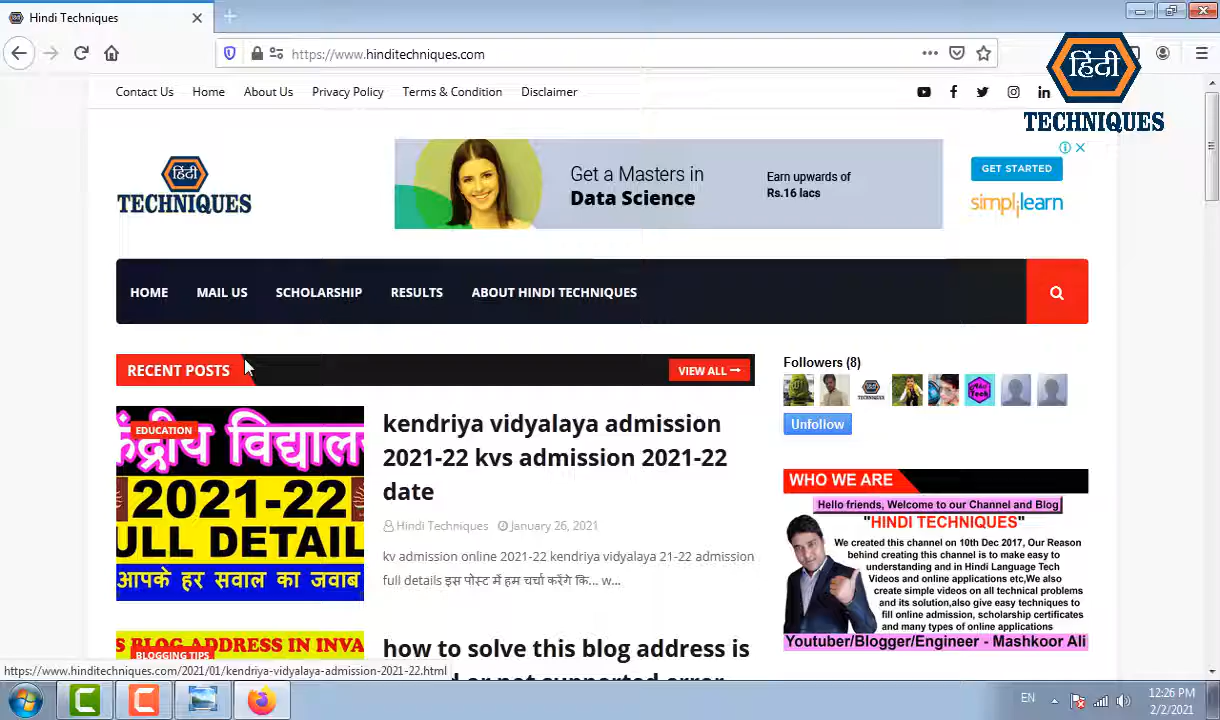 Hindi Techniques
https://www.hinditechniques.com
हिंदी
TECHNIQUES
Contact Us Home About Us Privacy Policy Terms & Condition Disclaimer
हिंदी
TECHNIQUES
Get a Masters in
Data Science
Earn upwards of
Rs.16 lacs
GET STARTED
simplilearn
HOME MAIL US SCHOLARSHIP RESULTS ABOUT HINDI TECHNIQUES
RECENT POSTS
VIEW ALL
EDUCATION
2021-22
ULL DETAIL
आपके हर सवाल का जवाब
kendriya vidyalaya admission
2021-22 kvs admission 2021-22
date
Hindi Techniques January 26, 2021
kv admission online 2021-22 kendriya vidyalaya 21-22 admission
full details इस पोस्ट में हम चर्चा करेंगे कि... w...
Followers (8)
Unfollow
WHO WE ARE
Hello friends, Welcome to our Channel and Blog
"HINDI TECHNIQUES"
We created this channel on 10th Dec 2017, Our Reason
behind creating this channel is to make easy to
understanding and in Hindi Language Tech
Videos and online applications etc,We also
create simple videos on all technical problems
and its solution,also give easy techniques to
fill online admission, scholarship certificates
and many types of online applications
Youtuber/Blogger/Engineer - Mashkoor Ali
S BLOG ADDRESS IN INVA
BLOGGING TIPS
how to solve this blog address is
https://www.hinditechniques.com/2021/01/kendriya-vidyalaya-admission-2021-22.html
EN
12:26 PM
2/2/2021